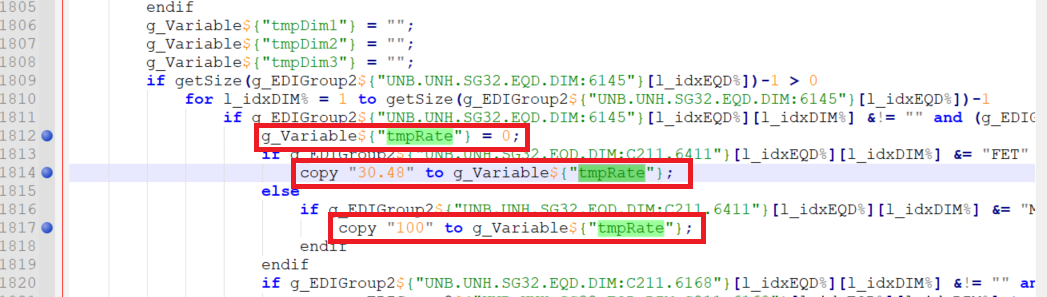 1805 endif
1806 g_Variable${"tmpDim1"} = "";
1807 g_Variable${"tmpDim2"} = "";
1808 g_Variable${"tmpDim3"} = "";
1809 if getSize(g_EDIGroup2${"UNB.UNH.SG32.EQD.DIM:6145"}[l_idxEQD%])-1 > 0
1810 for l_idxDIM% = 1 to getSize(g_EDIGroup2${"UNB.UNH.SG32.EQD.DIM:6145"}[l_idxEQD%])-1
1811 if g_EDIGroup2${"UNB.UNH.SG32.EQD.DIM:6145"}[l_idxEQD%][l_idxDIM%] &!= "" and (g_EDIG
1812 g_Variable${"tmpRate"} = 0;
1813 if g_EDIGroup2${"UNB.UNH.SG32.EQD.DIM:C211.6411"}[l_idxEQD%][l_idxDIM%] &= "FET"
1814 copy "30.48" to g_Variable${"tmpRate"};
1815 else
1816 if g_EDIGroup2${"UNB.UNH.SG32.EQD.DIM:C211.6411"}[l_idxEQD%][l_idxDIM%] &= "M
1817 copy "100" to g_Variable${"tmpRate"};
1818 endif
1819 endif
1820 if g_EDIGroup2${"UNB.UNH.SG32.EQD.DIM:C211.6168"}[l_idxEQD%][l_idxDIM%] &!= "" an